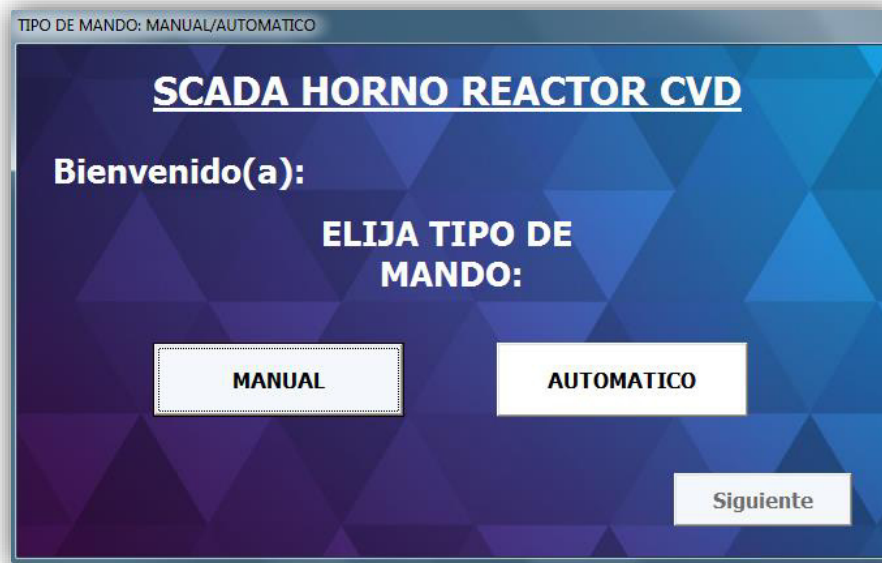 TIPO DE MANDO: MANUAL/AUTOMATICO
SCADA HORNO REACTOR CVD
Bienvenido(a):
ELIJA TIPO DE
MANDO:
MANUAL
AUTOMATICO
Siguiente